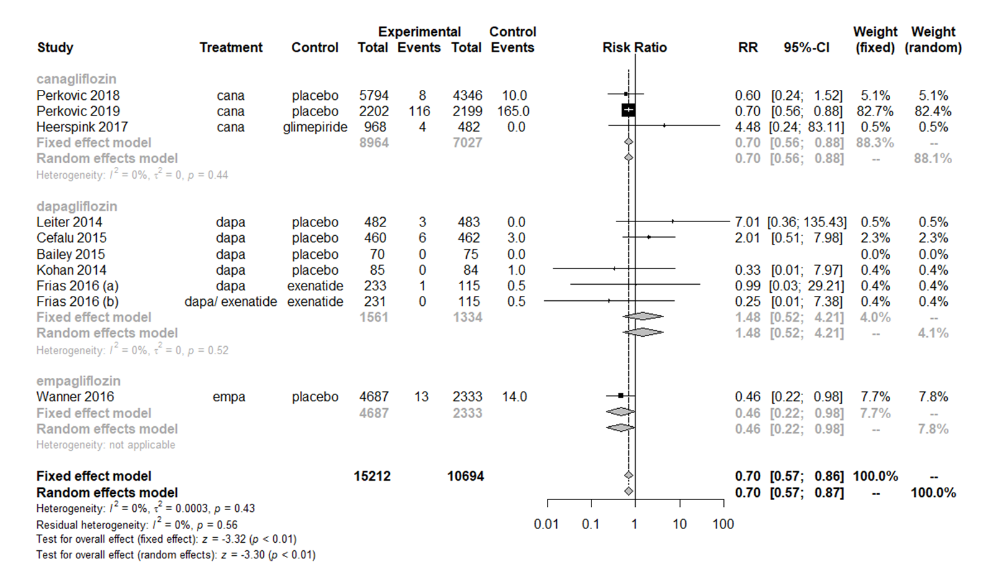 Experimental Control Weight Weight
Study Treatment Control Total Events Total Events Risk Ratio RR 95%-CI (fixed) (random)
canagliflozin
Perkovic 2018 cana placebo 5794 8 4346 10.0 0.60 [0.24; 1.52] 5.1% 5.1%
Perkovic 2019 cana placebo 2202 116 2199 165.0 0.70 [0.56; 0.88] 82.7% 82.4%
Heerspink 2017 cana glimepiride 968 4 482 0.0 4.48 [0.24; 83.11] 0.5% 0.5%
Fixed effect model 8964 7027 0.70 [0.56; 0.88] 88.3% --
Random effects model 0.70 [0.56; 0.88] -- 88.1%
Heterogeneity: I² = 0%, τ² = 0, p = 0.44
dapagliflozin
Leiter 2014 dapa placebo 482 3 483 0.0 7.01 [0.36; 135.43] 0.5% 0.5%
Cefalu 2015 dapa placebo 460 6 462 3.0 2.01 [0.51; 7.98] 2.3% 2.3%
Bailey 2015 dapa placebo 70 0 75 0.0 0.0% 0.0%
Kohan 2014 dapa placebo 85 0 84 1.0 0.33 [0.01; 7.97] 0.4% 0.4%
Frias 2016 (a) dapa exenatide 233 1 115 0.5 0.99 [0.03; 29.21] 0.4% 0.4%
Frias 2016 (b) dapa/ exenatide exenatide 231 0 115 0.5 0.25 [0.01; 7.38] 0.4% 0.4%
Fixed effect model 1561 1334 1.48 [0.52; 4.21] 4.0% --
Random effects model 1.48 [0.52; 4.21] -- 4.1%
Heterogeneity: I² = 0%, τ² = 0, p = 0.52
empagliflozin
Wanner 2016 empa placebo 4687 13 2333 14.0 0.46 [0.22; 0.98] 7.7% 7.8%
Fixed effect model 4687 2333 0.46 [0.22; 0.98] 7.7% --
Random effects model 0.46 [0.22; 0.98] -- 7.8%
Heterogeneity: not applicable
Fixed effect model 15212 10694 0.70 [0.57; 0.86] 100.0% --
Random effects model 0.70 [0.57; 0.87] -- 100.0%
Heterogeneity: I² = 0%, τ² = 0.0003, p = 0.43
Residual heterogeneity: I² = 0%, p = 0.56
0.01 0.1 1 10 100
Test for overall effect (fixed effect): z = -3.32 (p < 0.01)
Test for overall effect (random effects): z = -3.30 (p < 0.01)